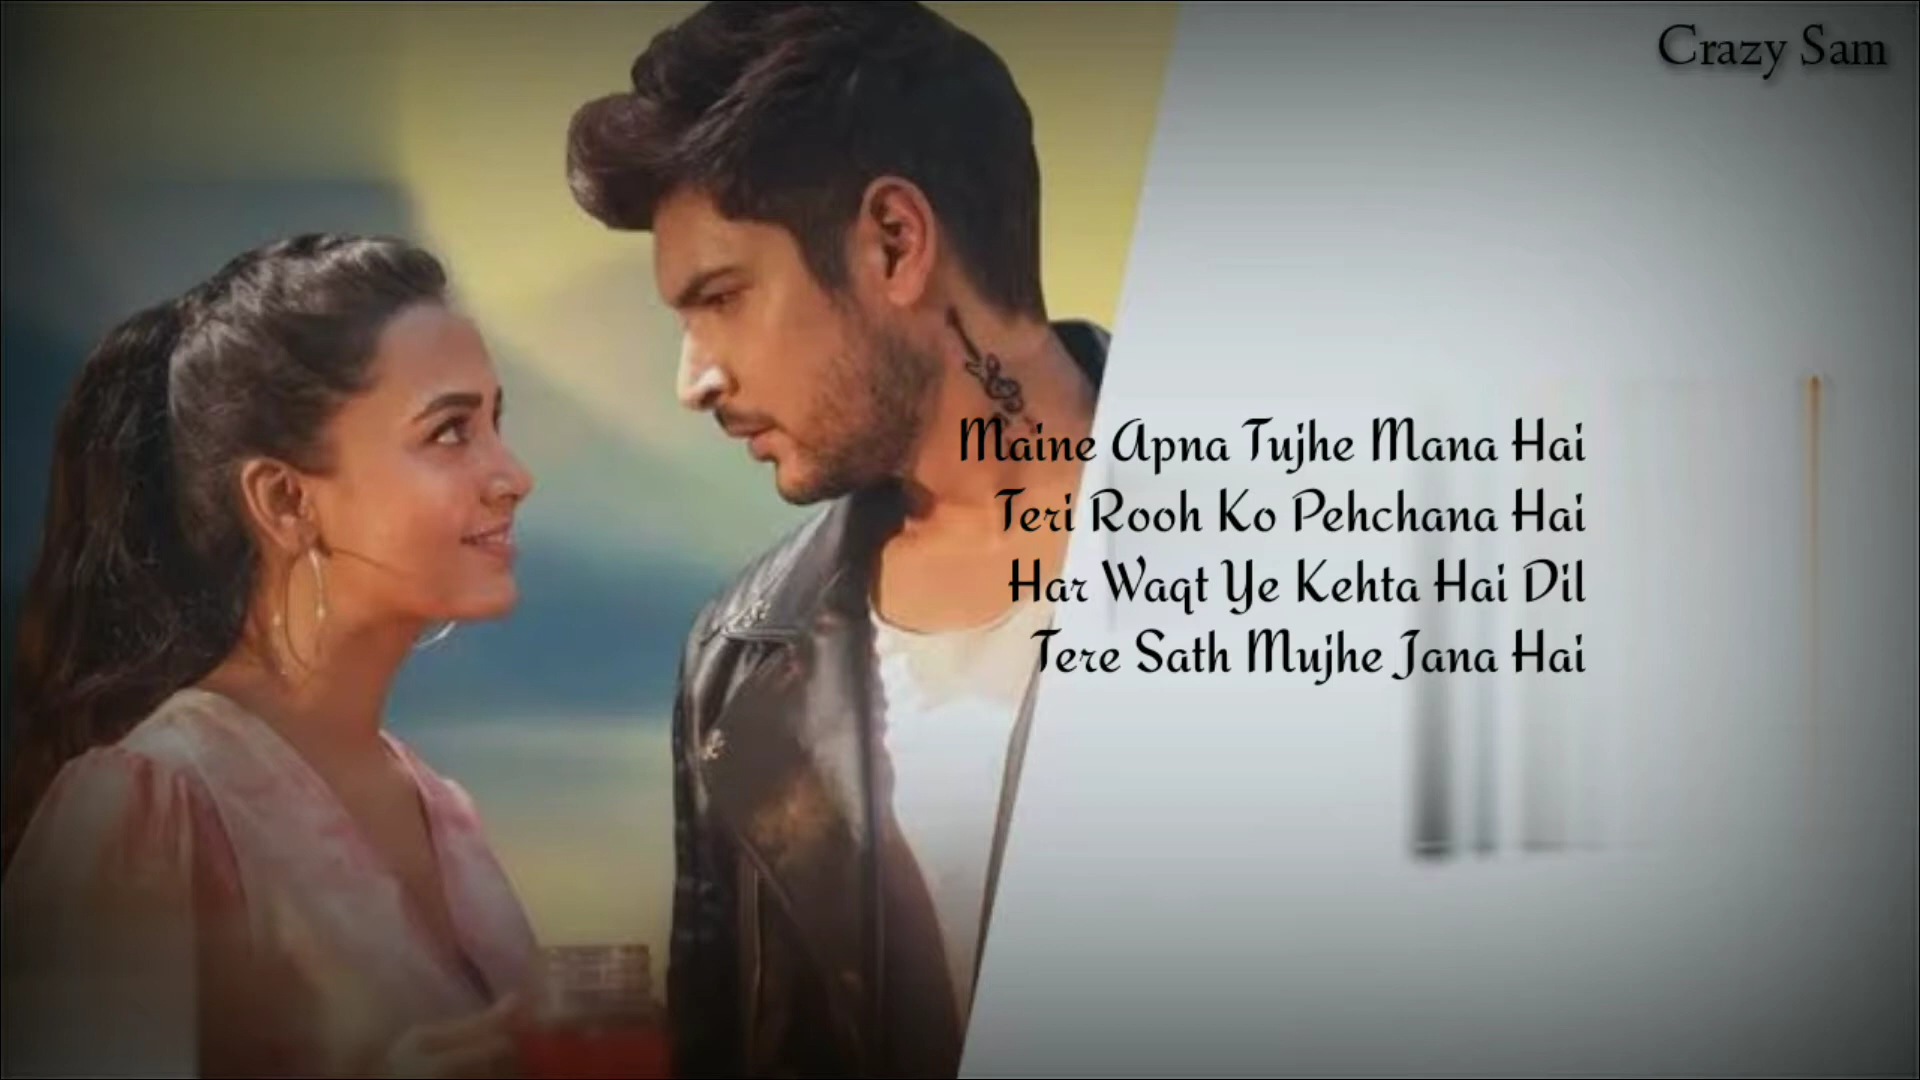 Crazy Sam
Maine Apna Tujhe Mana Hai
Teri Rooh Ko Pehchana Hai
Har Waqt Ye Kehta Hai Dil
Tere Sath Mujhe Jana Hai